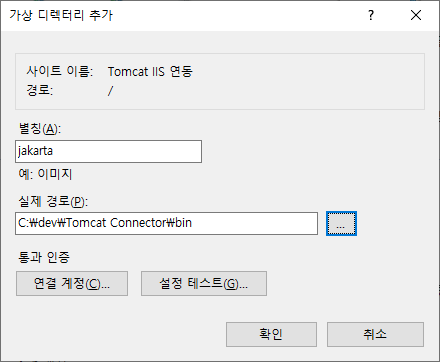 가상 디렉터리 추가
사이트 이름: Tomcat IIS 연동
경로: /
별칭(A):
jakarta
예: 이미지
실제 경로(P):
C:₩dev₩Tomcat Connector₩bin
...
통과 인증
연결 계정(C)...
설정 테스트(G)...
확인
취소